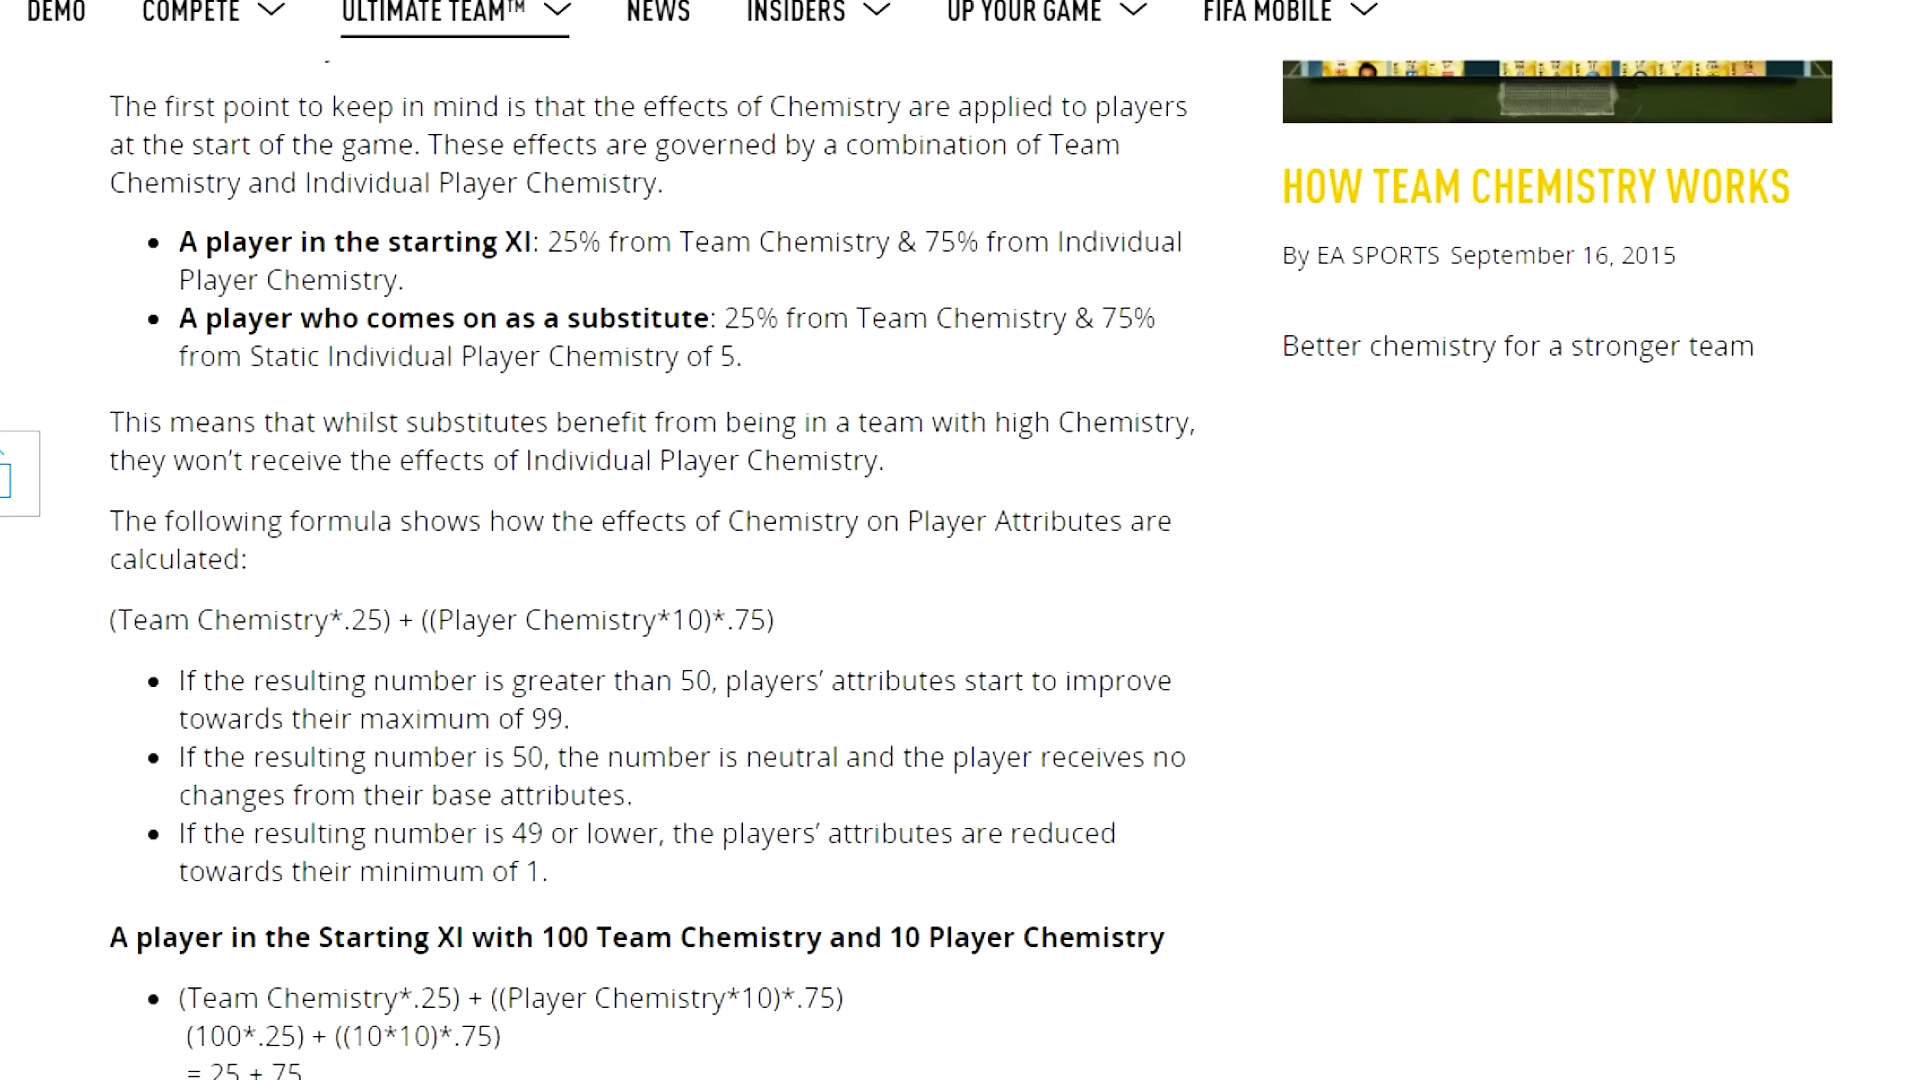 DEMO COMPETE ULTIMATE TEAM™ NEWS INSIDERS UP YOUR GAME FIFA MOBILE
The first point to keep in mind is that the effects of Chemistry are applied to players
at the start of the game. These effects are governed by a combination of Team
Chemistry and Individual Player Chemistry.
• A player in the starting XI: 25% from Team Chemistry & 75% from Individual
Player Chemistry.
• A player who comes on as a substitute: 25% from Team Chemistry & 75%
from Static Individual Player Chemistry of 5.
This means that whilst substitutes benefit from being in a team with high Chemistry,
they won’t receive the effects of Individual Player Chemistry.
The following formula shows how the effects of Chemistry on Player Attributes are
calculated:
(Team Chemistry*.25) + ((Player Chemistry*10)*.75)
• If the resulting number is greater than 50, players’ attributes start to improve
towards their maximum of 99.
• If the resulting number is 50, the number is neutral and the player receives no
changes from their base attributes.
• If the resulting number is 49 or lower, the players’ attributes are reduced
towards their minimum of 1.
A player in the Starting XI with 100 Team Chemistry and 10 Player Chemistry
• (Team Chemistry*.25) + ((Player Chemistry*10)*.75)
(100*.25) + ((10*10)*.75)
= 25 + 75
HOW TEAM CHEMISTRY WORKS
By EA SPORTS September 16, 2015
Better chemistry for a stronger team